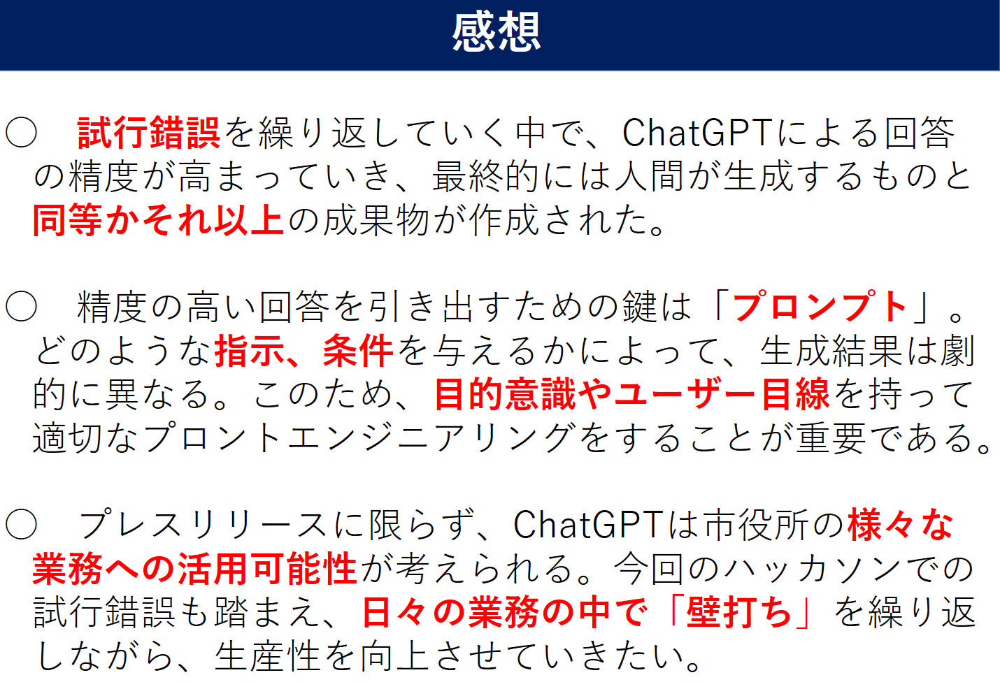 感想
○　試行錯誤を繰り返していく中で、ChatGPTによる回答
の精度が高まっていき、最終的には人間が生成するものと
同等かそれ以上の成果物が作成された。
○　精度の高い回答を引き出すための鍵は「プロンプト」。
どのような指示、条件を与えるかによって、生成結果は劇
的に異なる。このため、目的意識やユーザー目線を持って
適切なプロントエンジニアリングをすることが重要である。
○　プレスリリースに限らず、ChatGPTは市役所の様々な
業務への活用可能性が考えられる。今回のハッカソンでの
試行錯誤も踏まえ、日々の業務の中で「壁打ち」を繰り返
しながら、生産性を向上させていきたい。